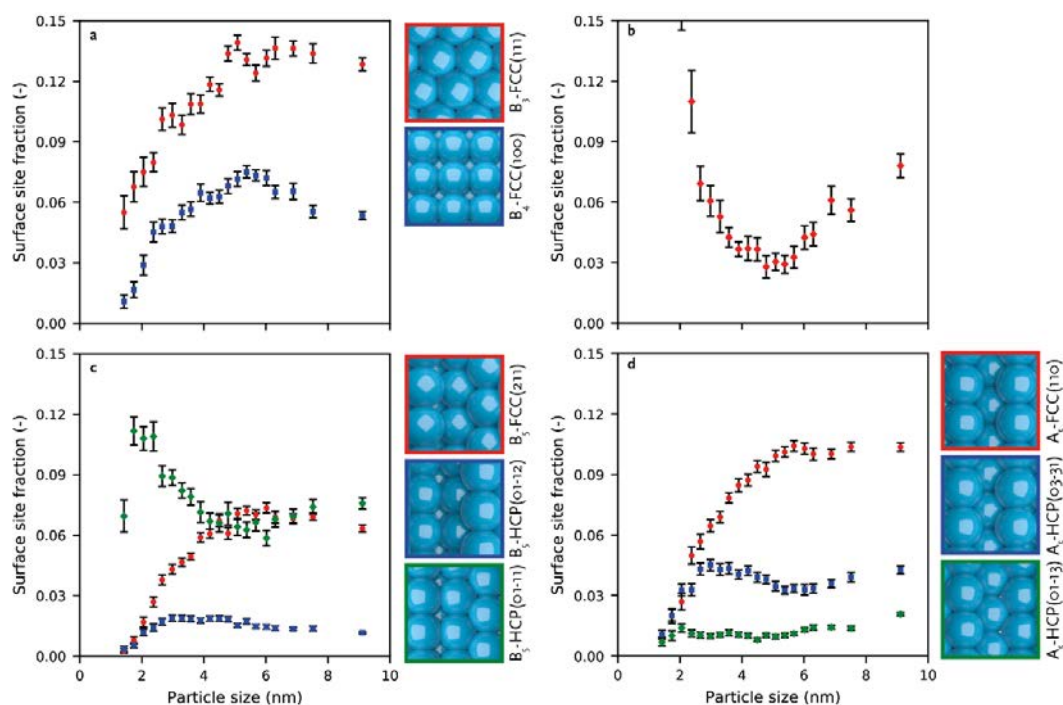 0.15
0.12
0.09
0.06
0.03
0.00
Surface site fraction (-)
a
B₃-FCC(111)
B₄-FCC(100)
0.15
0.12
0.09
0.06
0.03
0.00
Surface site fraction (-)
b
0.15
0.12
0.09
0.06
0.03
0.00
Surface site fraction (-)
c
0 2 4 6 8 10
Particle size (nm)
B₅-FCC(211)
B₅-HCP(01-12)
B₅-HCP(01-11)
0.15
0.12
0.09
0.06
0.03
0.00
Surface site fraction (-)
d
0 2 4 6 8 10
Particle size (nm)
A₅-FCC(110)
A₅-HCP(03-31)
A₅-HCP(01-13)